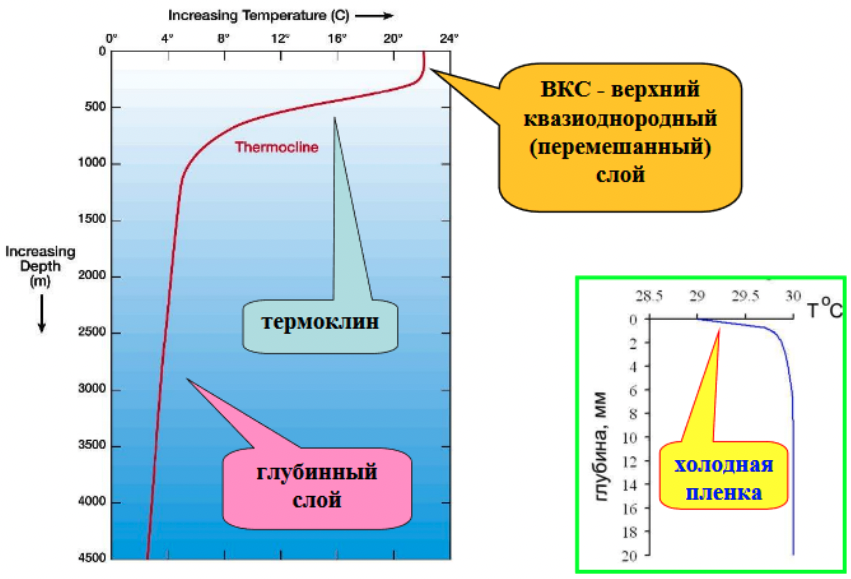 Increasing Temperature (C)
0° 4° 8° 12° 16° 20° 24°
0
500
1000
1500
2000
2500
3000
3500
4000
4500
Increasing
Depth
(m)
Thermocline
ВКС - верхний
квазиоднородный
(перемешанный)
слой
термоклин
глубинный
слой
28.5 29 29.5 30 T°C
0
2
4
6
8
10
12
14
16
18
20
глубина, мм
холодная
пленка